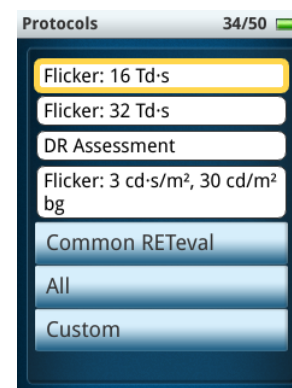 Protocols 34/50
Flicker: 16 Td·s
Flicker: 32 Td·s
DR Assessment
Flicker: 3 cd·s/m², 30 cd/m²
bg
Common RETeval
All
Custom